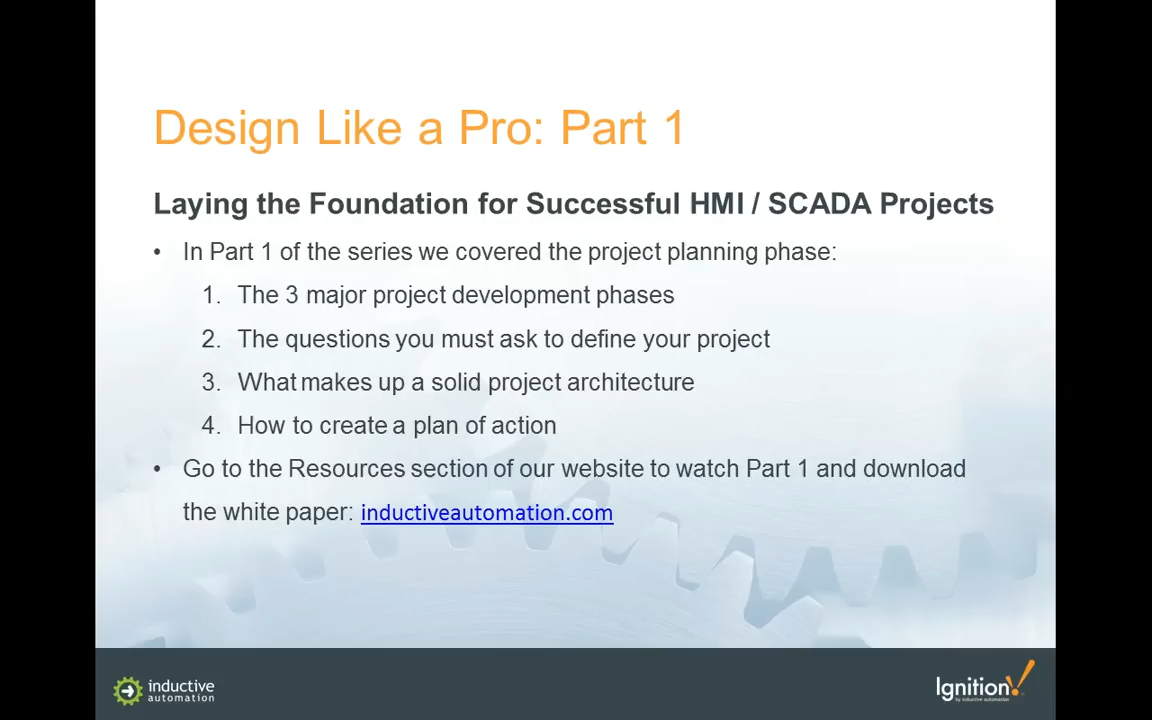 Design Like a Pro: Part 1
Laying the Foundation for Successful HMI / SCADA Projects
• In Part 1 of the series we covered the project planning phase:
1. The 3 major project development phases
2. The questions you must ask to define your project
3. What makes up a solid project architecture
4. How to create a plan of action
• Go to the Resources section of our website to watch Part 1 and download
the white paper: inductiveautomation.com
inductive
automation
Ignition!
by inductive automation